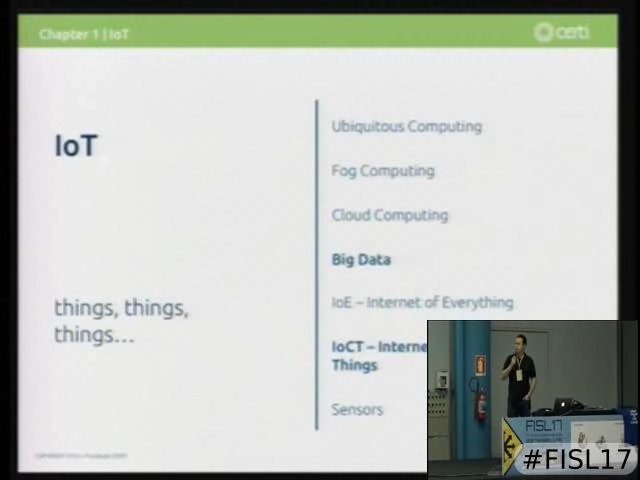 Chapter 1 | IoT
certi
IoT
things, things,
things...
Ubiquitous Computing
Fog Computing
Cloud Computing
Big Data
IoE – Internet of Everything
IoCT – Interne
Things
Sensors
FISL17
#FISL17